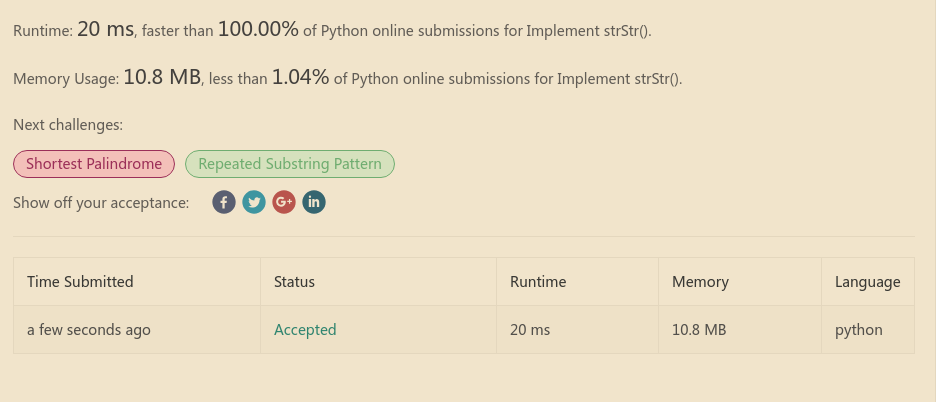 Runtime: 20 ms, faster than 100.00% of Python online submissions for Implement strStr().
Memory Usage: 10.8 MB, less than 1.04% of Python online submissions for Implement strStr().
Next challenges:
Shortest Palindrome Repeated Substring Pattern
Show off your acceptance: f G+ in
Time Submitted Status Runtime Memory Language
a few seconds ago Accepted 20 ms 10.8 MB python